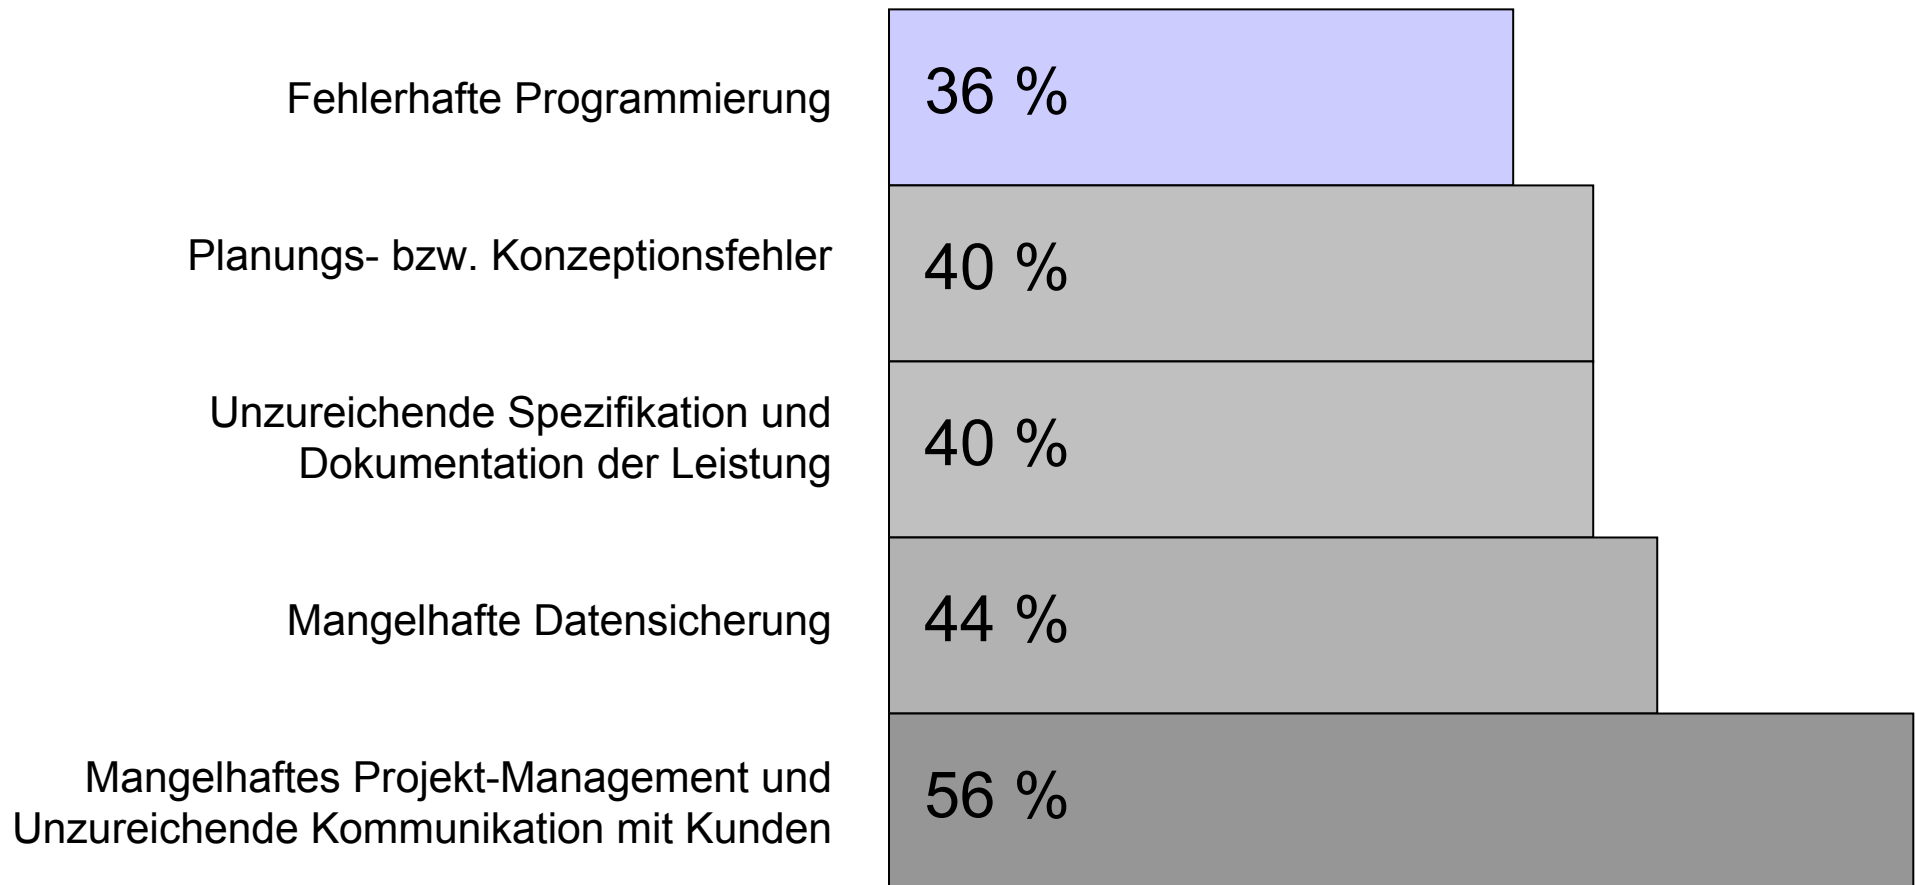 Fehlerhafte Programmierung
36 %
Planungs- bzw. Konzeptionsfehler
40 %
Unzureichende Spezifikation und
Dokumentation der Leistung
40 %
Mangelhafte Datensicherung
44 %
Mangelhaftes Projekt-Management und
Unzureichende Kommunikation mit Kunden
56 %